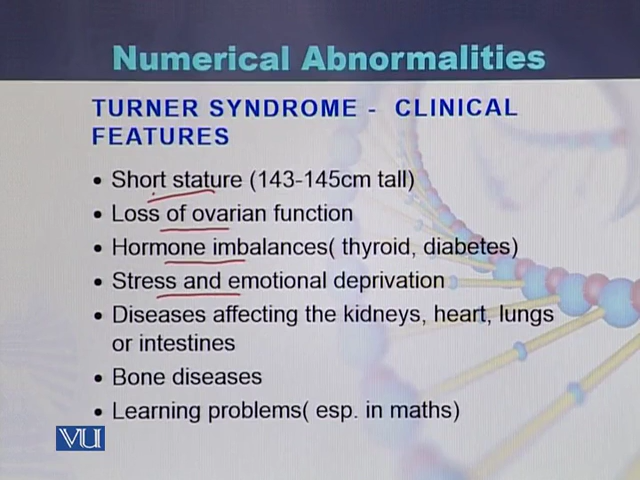 Numerical Abnormalities
TURNER SYNDROME - CLINICAL
FEATURES
• Short stature (143-145cm tall)
• Loss of ovarian function
• Hormone imbalances( thyroid, diabetes)
• Stress and emotional deprivation
• Diseases affecting the kidneys, heart, lungs
or intestines
• Bone diseases
• Learning problems( esp. in maths)
VU